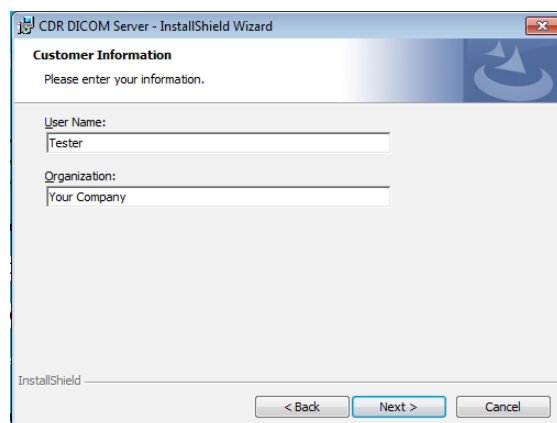 CDR DICOM Server - InstallShield Wizard
Customer Information
Please enter your information.
User Name:
Tester
Organization:
Your Company
InstallShield
< Back Next > Cancel